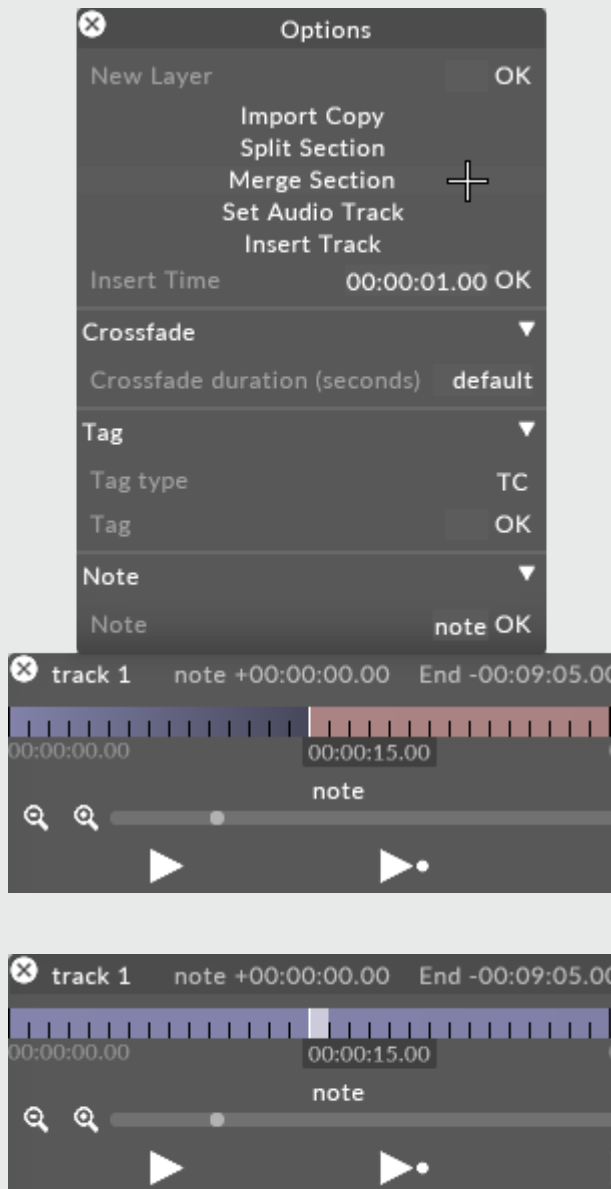 Options
New Layer OK
Import Copy
Split Section
Merge Section
Set Audio Track
Insert Track
Insert Time 00:00:01.00 OK
Crossfade
Crossfade duration (seconds) default
Tag
Tag type TC
Tag OK
Note
Note note OK
track 1 note +00:00:00.00 End -00:09:05.00
00:00:00.00 00:00:15.00
note
track 1 note +00:00:00.00 End -00:09:05.00
00:00:00.00 00:00:15.00
note